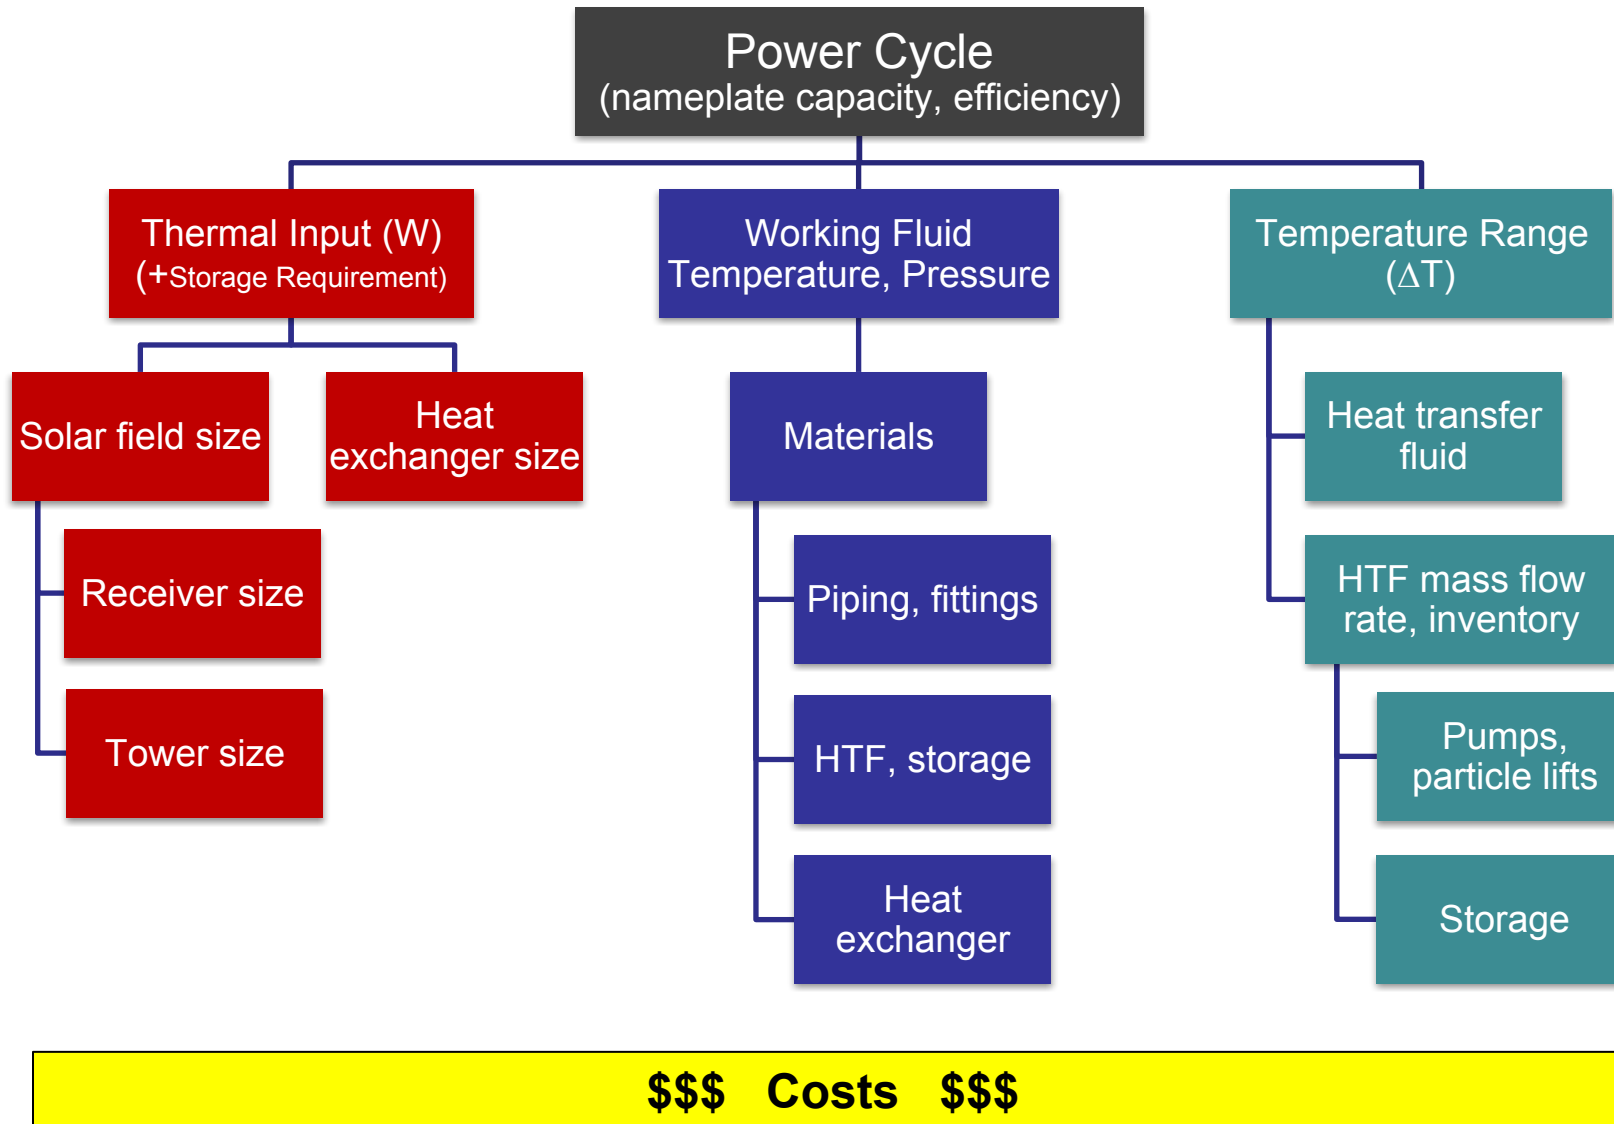 Power Cycle
(nameplate capacity, efficiency)
Thermal Input (W)
(+Storage Requirement)
Working Fluid
Temperature, Pressure
Temperature Range
(ΔT)
Solar field size
Heat
exchanger size
Materials
Heat transfer
fluid
Receiver size
Piping, fittings
HTF mass flow
rate, inventory
Tower size
HTF, storage
Pumps,
particle lifts
Heat
exchanger
Storage
$$$ Costs $$$